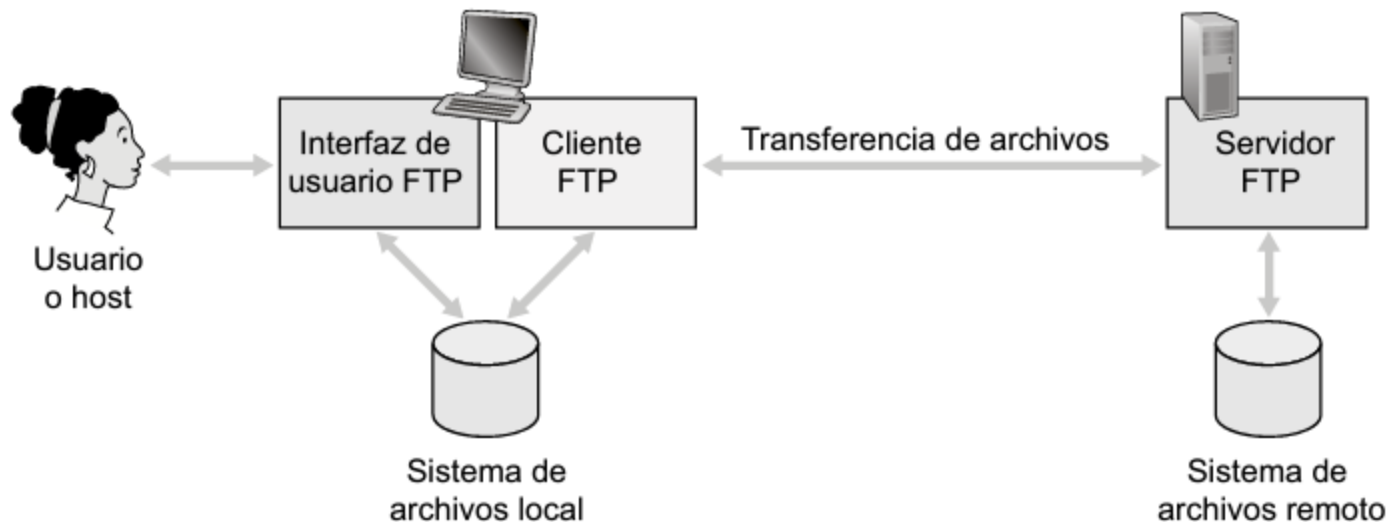 Interfaz de
usuario FTP
Cliente
FTP
Transferencia de archivos
Servidor
FTP
Usuario
o host
Sistema de
archivos local
Sistema de
archivos remoto